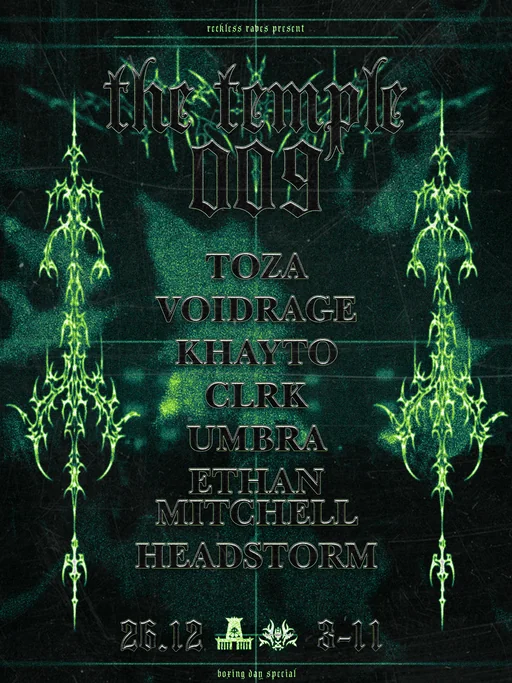 reckless raves present
the temple
009
TOZA
VOIDRAGE
KHAYTO
CLRK
UMBRA
ETHAN
MITCHELL
HEADSTORM
26.12 3-11
boxing day special